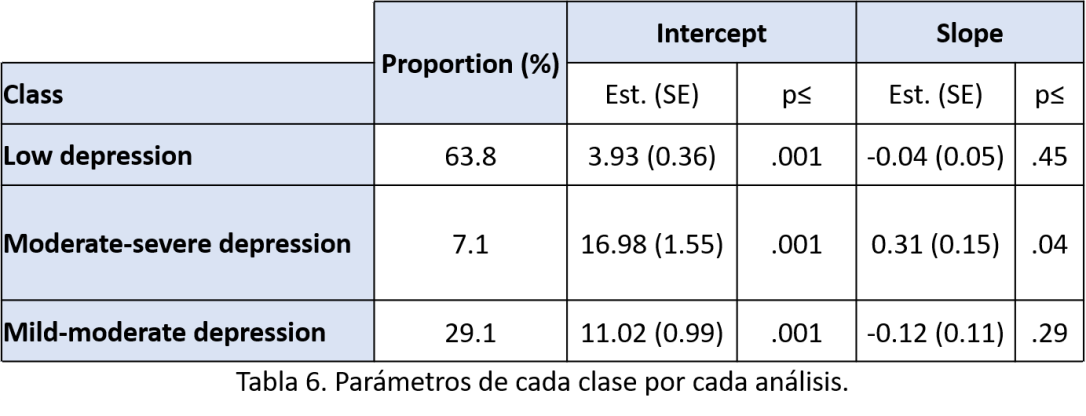 Proportion (%) Intercept Slope
Class Est. (SE) p≤ Est. (SE) p≤
Low depression 63.8 3.93 (0.36) .001 -0.04 (0.05) .45
Moderate-severe depression 7.1 16.98 (1.55) .001 0.31 (0.15) .04
Mild-moderate depression 29.1 11.02 (0.99) .001 -0.12 (0.11) .29
Tabla 6. Parámetros de cada clase por cada análisis.